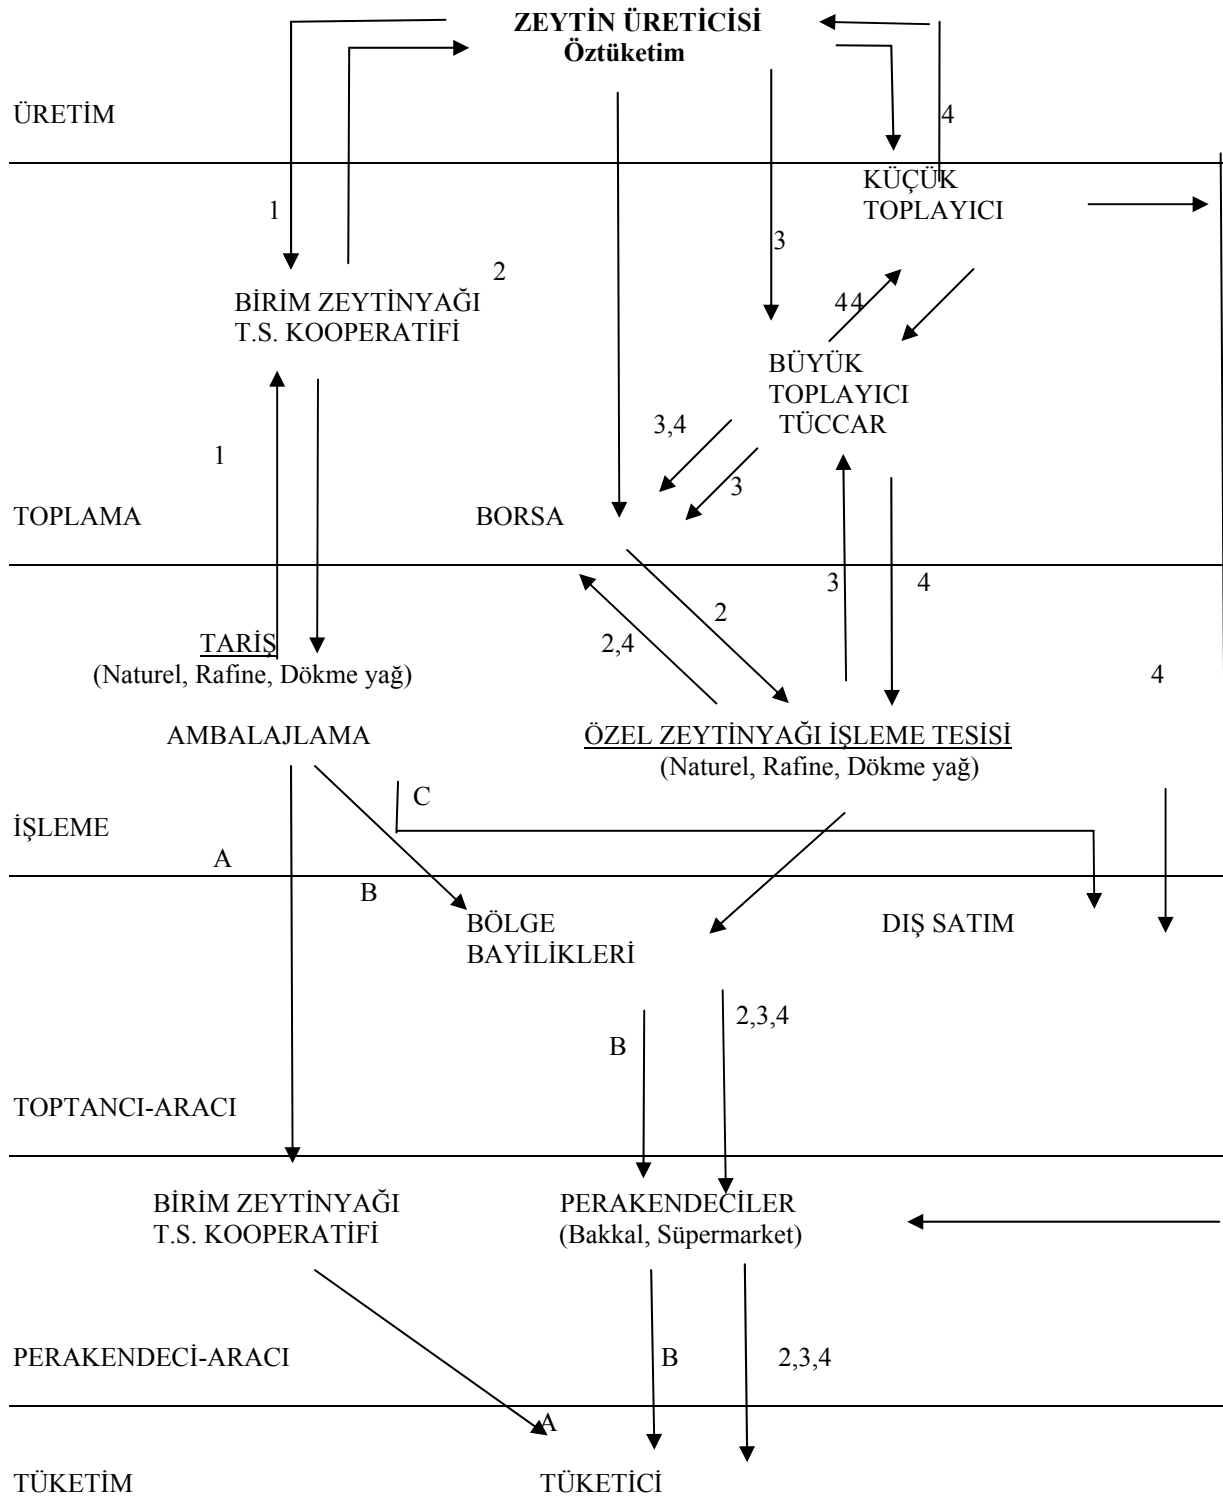 ZEYTİN ÜRETİCİSİ
Öztüketim
ÜRETİM
4
KÜÇÜK
TOPLAYICI
1
3
2
BİRİM ZEYTİNYAĞI
T.S. KOOPERATİFİ
44
BÜYÜK
TOPLAYICI
TÜCCAR
3,4
1
3
TOPLAMA
BORSA
3
4
2
2,4
TARİŞ
(Naturel, Rafine, Dökme yağ)
4
AMBALAJLAMA
ÖZEL ZEYTİNYAĞI İŞLEME TESİSİ
(Naturel, Rafine, Dökme yağ)
C
İŞLEME
A
B
BÖLGE
BAYİLİKLERİ
DIŞ SATIM
2,3,4
B
TOPTANCI-ARACI
BİRİM ZEYTİNYAĞI
T.S. KOOPERATİFİ
PERAKENDECİLER
(Bakkal, Süpermarket)
PERAKENDECİ-ARACI
B
2,3,4
A
TÜKETİM
TÜKETİCİ